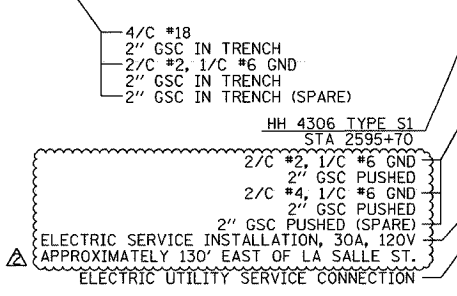 4/C #18
2" GSC IN TRENCH
2/C #2, 1/C #6 GND
2" GSC IN TRENCH
2" GSC IN TRENCH (SPARE)
HH 4306 TYPE S1
STA 2595+70
2/C #2, 1/C #6 GND
2" GSC PUSHED
2/C #4, 1/C #6 GND
2" GSC PUSHED
2" GSC PUSHED (SPARE)
ELECTRIC SERVICE INSTALLATION, 30A, 120V
2 APPROXIMATELY 130' EAST OF LA SALLE ST.
ELECTRIC UTILITY SERVICE CONNECTION